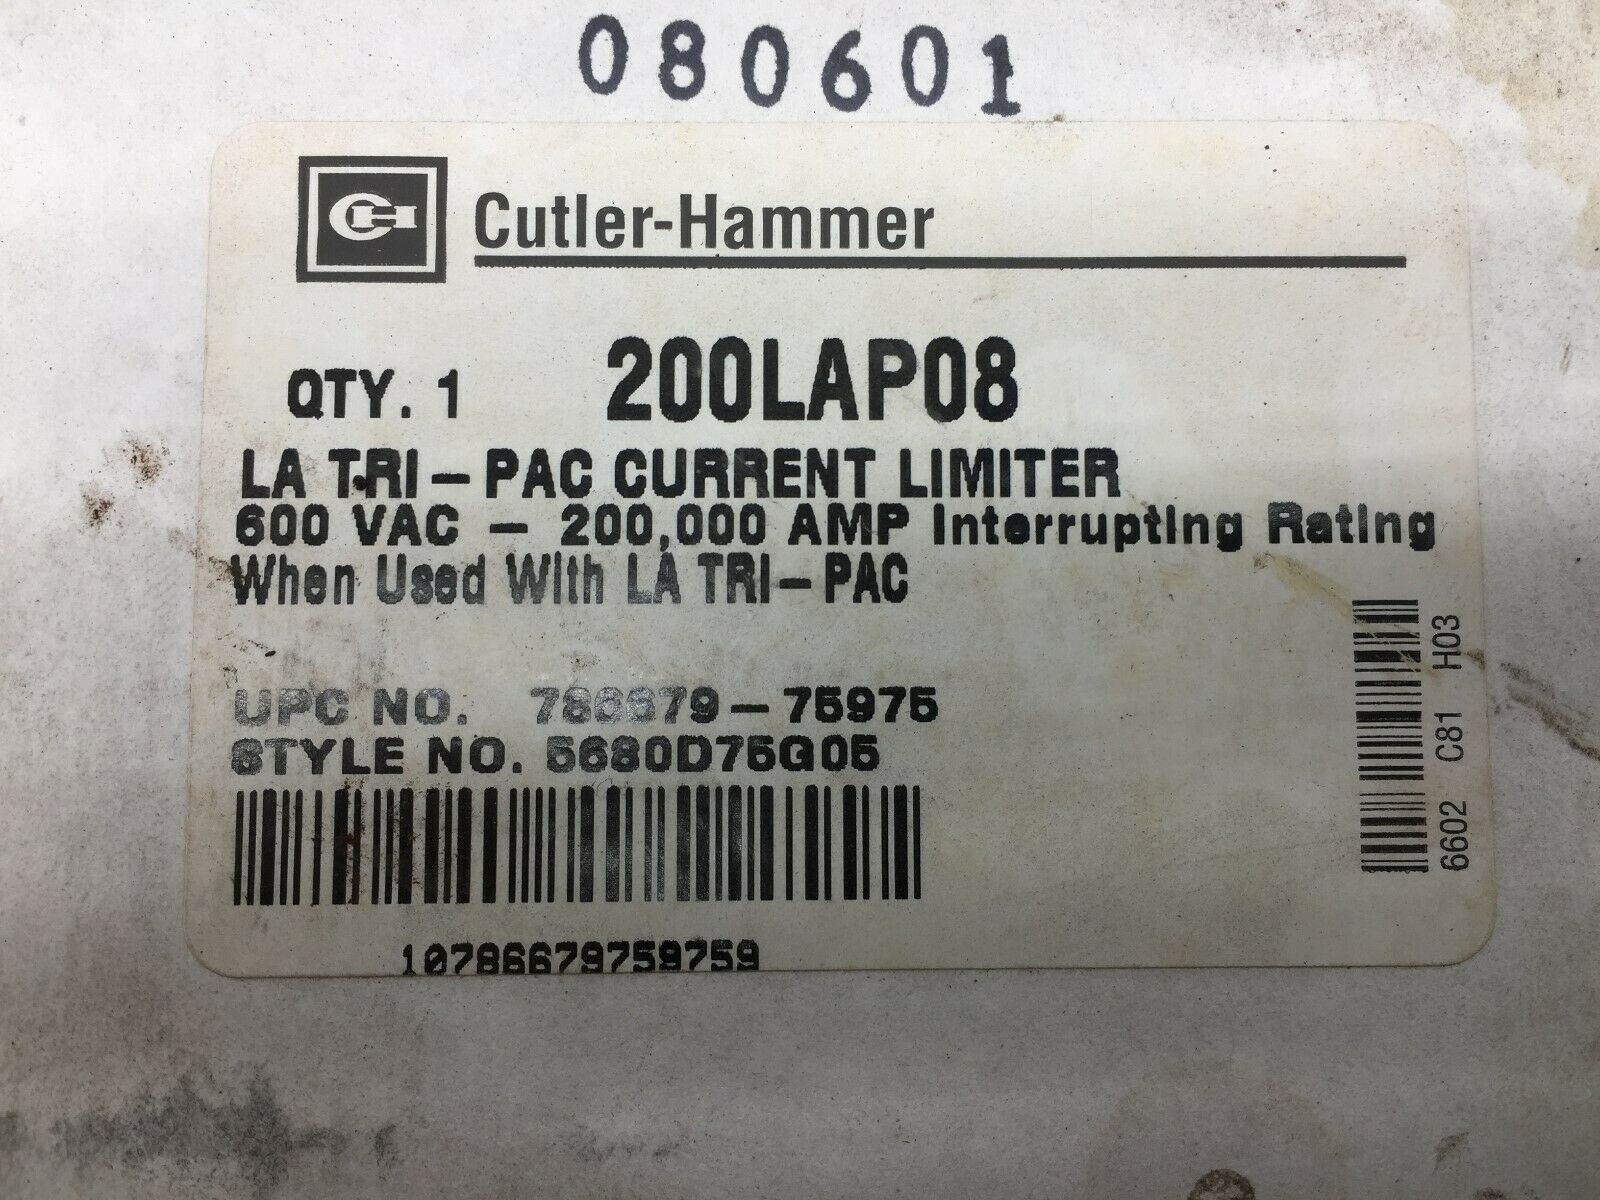 080601
CH Cutler-Hammer
QTY. 1 200LAP08
LA TRI-PAC CURRENT LIMITER
600 VAC - 200,000 AMP Interrupting Rating
When Used With LA TRI-PAC
UPC NO. 786679-75975
STYLE NO. 5680D75G05
10786679759759
6602 C81 H03